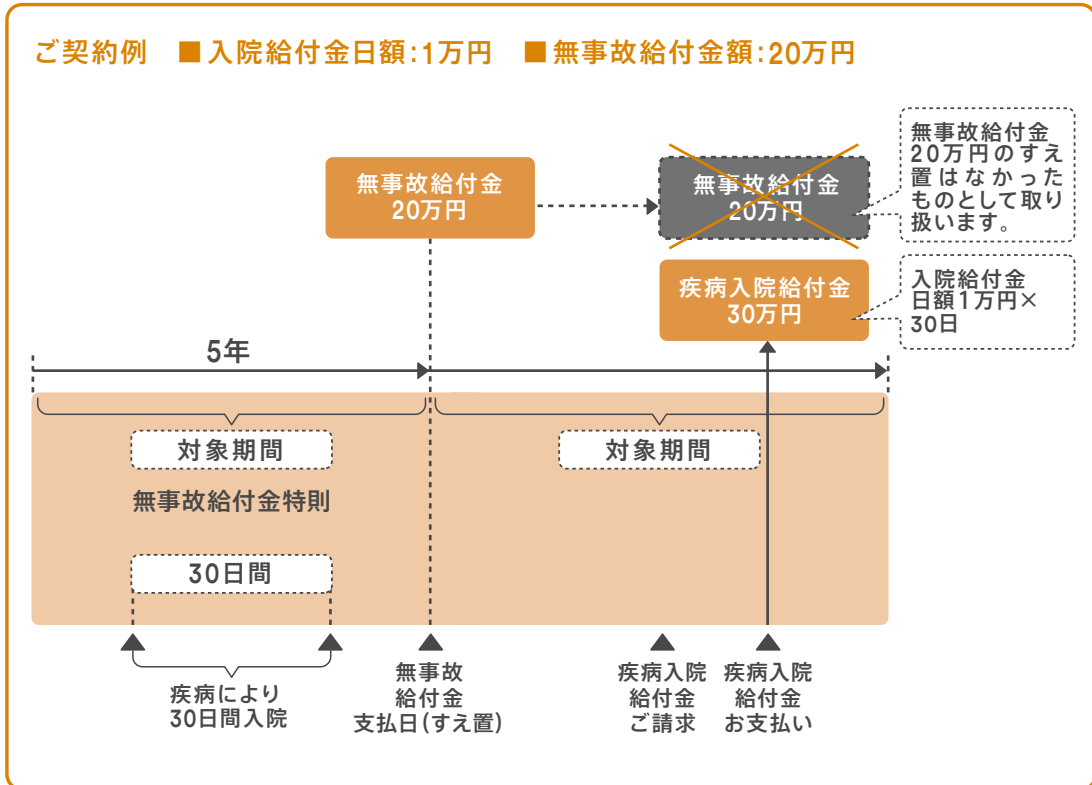 ご契約例 ■入院給付金日額:1万円 ■無事故給付金額:20万円
無事故給付金
20万円
無事故給付金
20万円
無事故給付金
20万円のすえ
置はなかった
ものとして取り
扱います。
疾病入院給付金
30万円
入院給付金
日額1万円×
30日
5年
対象期間
対象期間
無事故給付金特則
30日間
疾病により
30日間入院
無事故
給付金
支払日(すえ置)
疾病入院
給付金
ご請求
疾病入院
給付金
お支払い